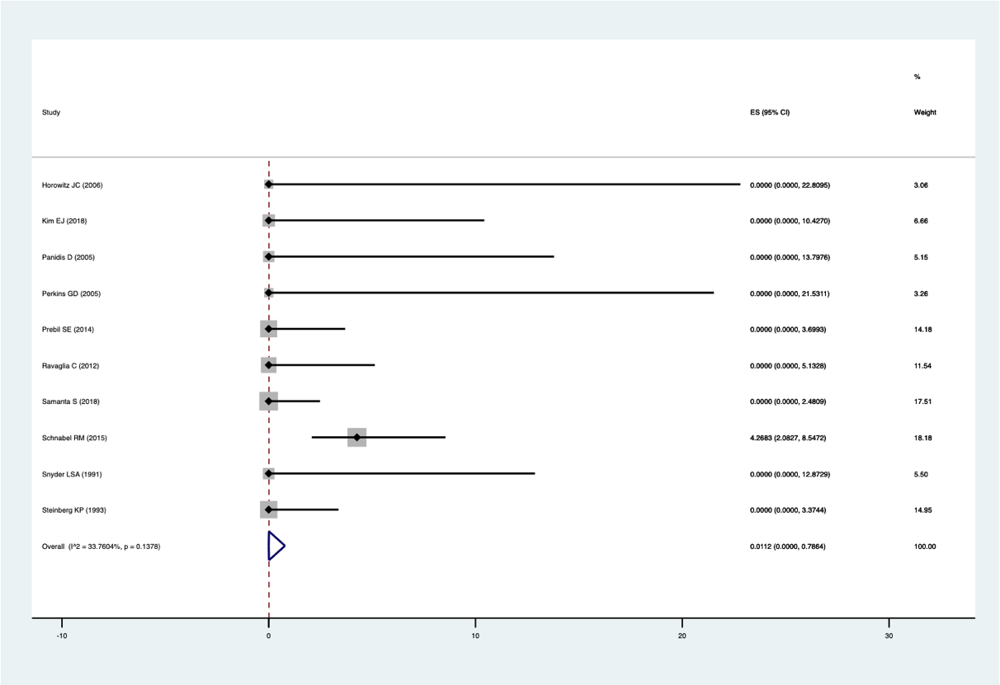 %
Study ES (95% CI) Weight
Horowitz JC (2006) 0.0000 (0.0000, 22.8095) 3.06
Kim EJ (2018) 0.0000 (0.0000, 10.4270) 6.66
Panidis D (2005) 0.0000 (0.0000, 13.7976) 5.15
Perkins GD (2005) 0.0000 (0.0000, 21.5311) 3.26
Prebil SE (2014) 0.0000 (0.0000, 3.6993) 14.18
Ravaglia C (2012) 0.0000 (0.0000, 5.1328) 11.54
Samanta S (2018) 0.0000 (0.0000, 2.4809) 17.51
Schnabel RM (2015) 4.2683 (2.0827, 8.5472) 18.18
Snyder LSA (1991) 0.0000 (0.0000, 12.8729) 5.50
Steinberg KP (1993) 0.0000 (0.0000, 3.3744) 14.95
Overall (I^2 = 33.7604%, p = 0.1378) 0.0112 (0.0000, 0.7864) 100.00
-10 0 10 20 30